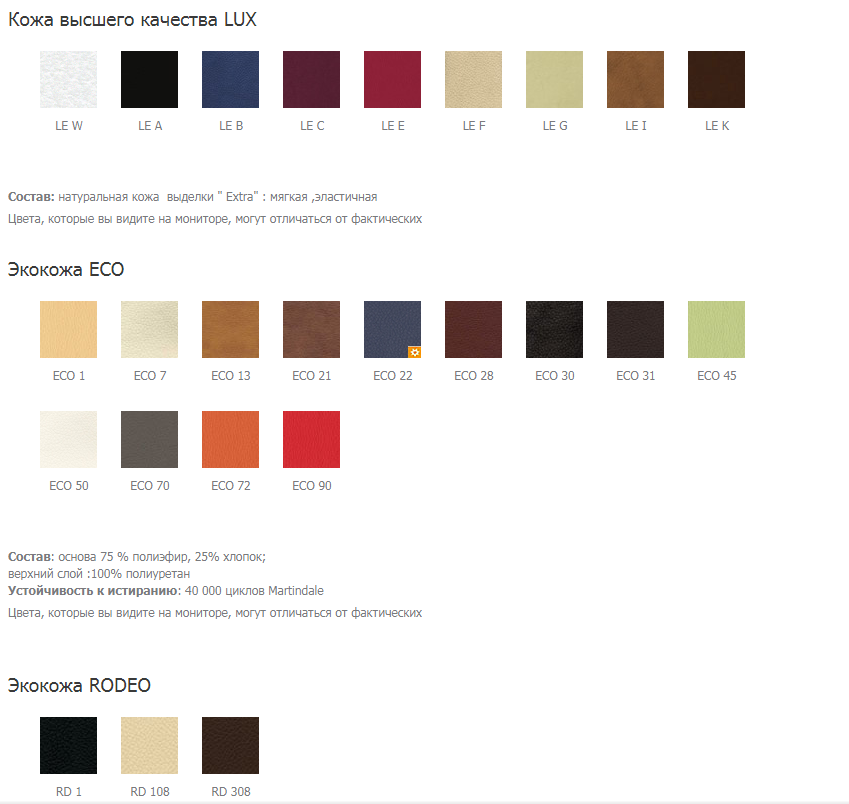 Кожа высшего качества LUX
LE W LE A LE B LE C LE E LE F LE G LE I LE K
Состав: натуральная кожа  выделки " Extra" : мягкая ,эластичная
Цвета, которые вы видите на мониторе, могут отличаться от фактических
Экокожа ECO
ECO 1 ECO 7 ECO 13 ECO 21 ECO 22 ECO 28 ECO 30 ECO 31 ECO 45
ECO 50 ECO 70 ECO 72 ECO 90
Состав: основа 75 % полиэфир, 25% хлопок;
верхний слой :100% полиуретан
Устойчивость к истиранию: 40 000 циклов Martindale
Цвета, которые вы видите на мониторе, могут отличаться от фактических
Экокожа RODEO
RD 1 RD 108 RD 308